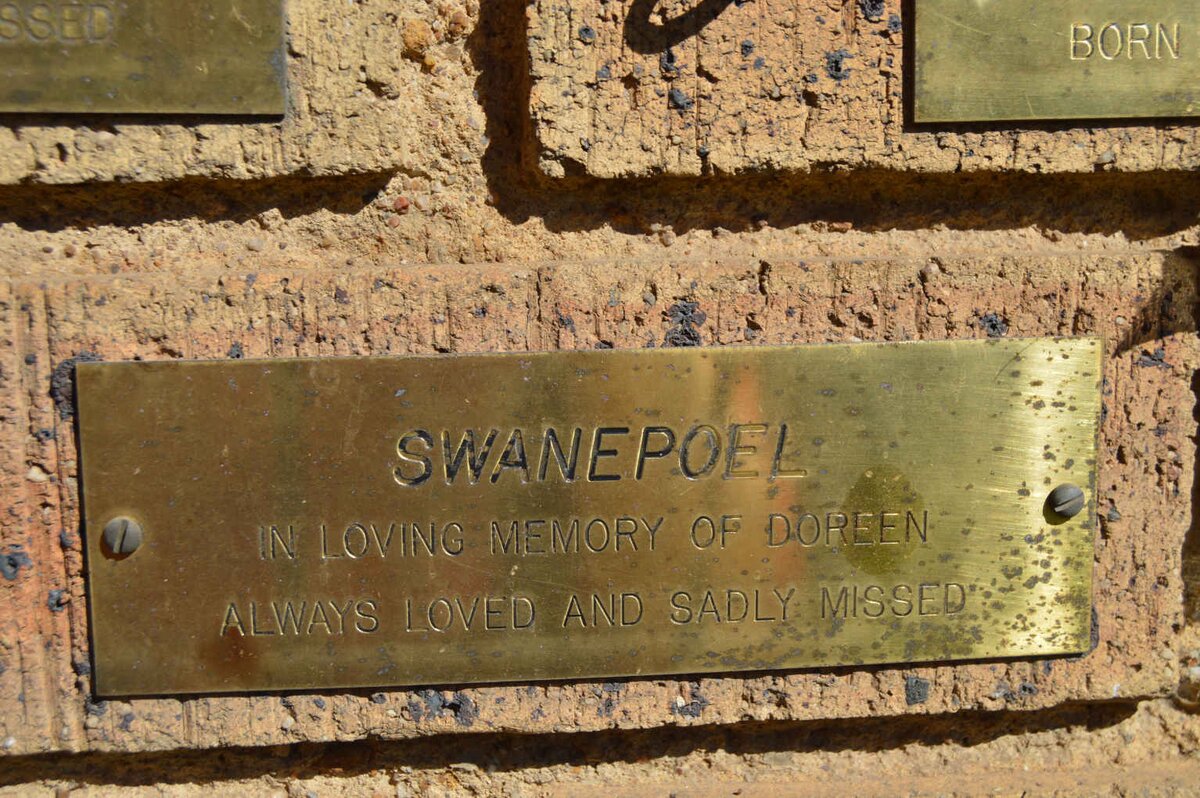 SSED
BORN
SWANEPOEL
IN LOVING MEMORY OF DOREEN
ALWAYS LOVED AND SADLY MISSED